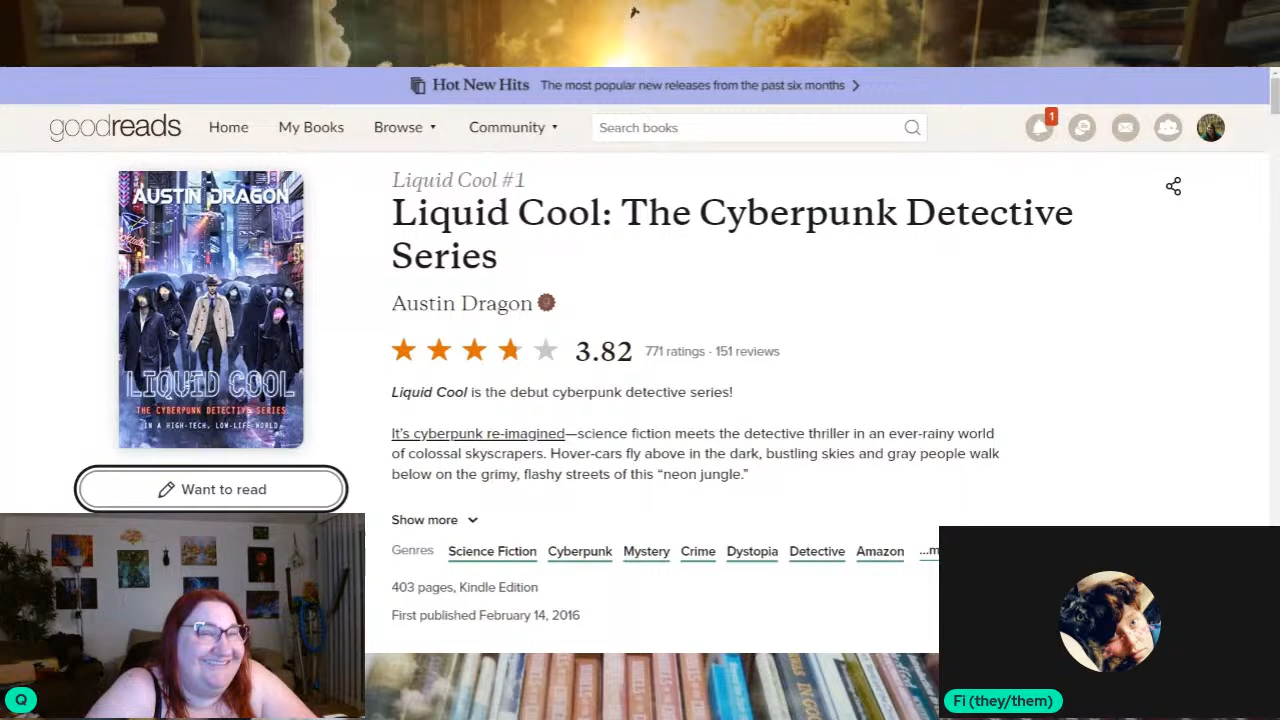 Hot New Hits The most popular new releases from the past six months
goodreads Home My Books Browse Community Search books 1
AUSTIN DRAGON
LIQUID COOL
THE CYBERPUNK DETECTIVE SERIES
IN A HIGH-TECH, LOW-LIFE WORLD
Want to read
Liquid Cool #1
Liquid Cool: The Cyberpunk Detective
Series
Austin Dragon
3.82 771 ratings · 151 reviews
Liquid Cool is the debut cyberpunk detective series!
It's cyberpunk re-imagined—science fiction meets the detective thriller in an ever-rainy world
of colossal skyscrapers. Hover-cars fly above in the dark, bustling skies and gray people walk
below on the grimy, flashy streets of this “neon jungle.”
Show more
Genres Science Fiction Cyberpunk Mystery Crime Dystopia Detective Amazon ...m
403 pages, Kindle Edition
First published February 14, 2016
Q
Fi (they/them)